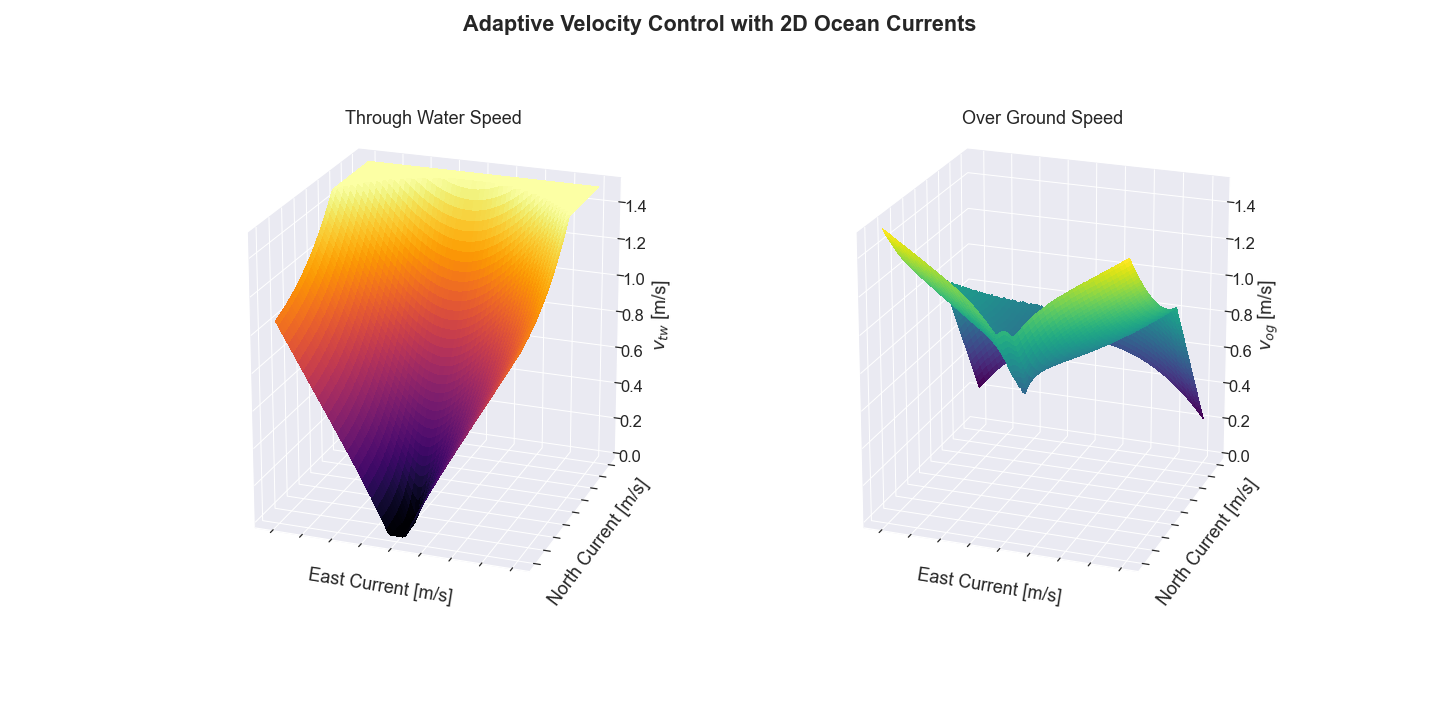 Adaptive Velocity Control with 2D Ocean Currents
Through Water Speed
1.4
1.2
1.0
0.8
0.6
0.4
0.2
0.0
v_tw [m/s]
East Current [m/s]
North Current [m/s]
Over Ground Speed
1.4
1.2
1.0
0.8
0.6
0.4
0.2
0.0
v_og [m/s]
East Current [m/s]
North Current [m/s]